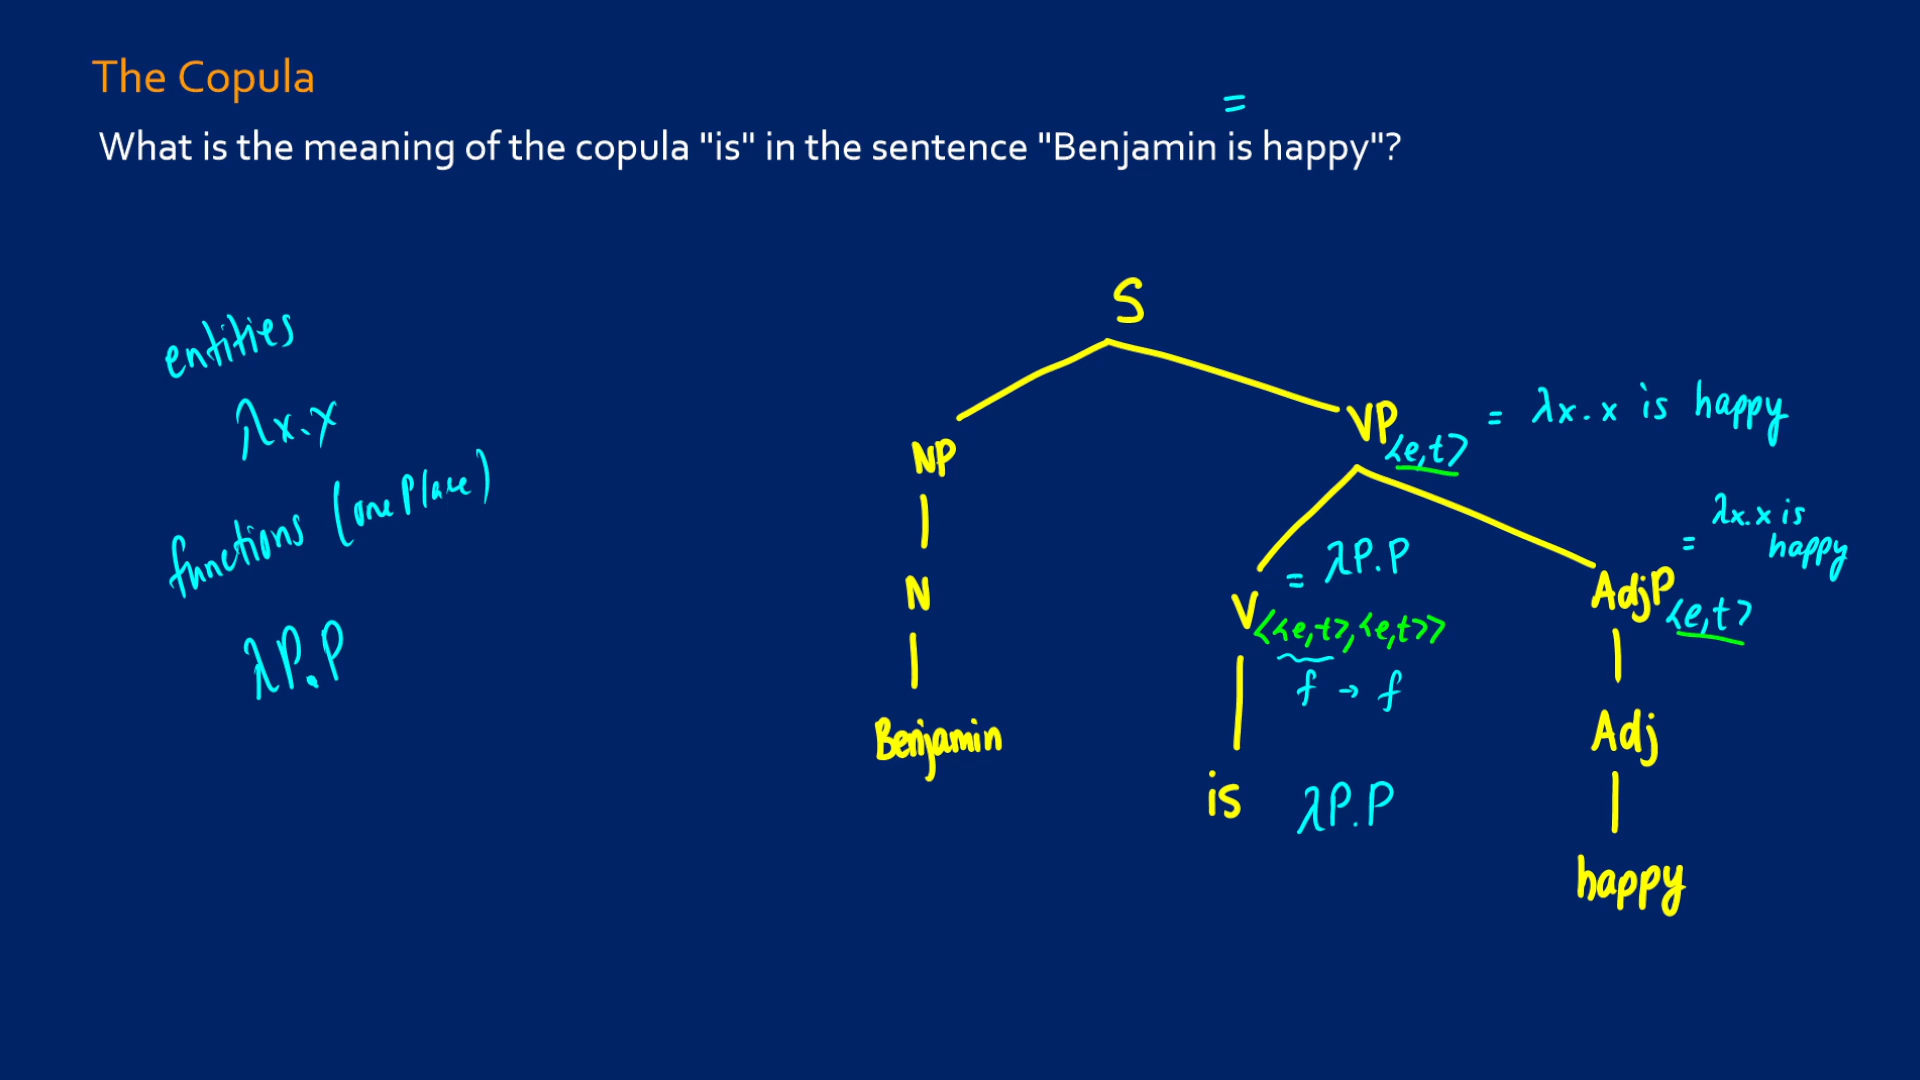 The Copula
=
What is the meaning of the copula "is" in the sentence "Benjamin is happy"?
entities
λx.x
functions (one place)
λP.P
S
NP
VP<e,t> = λx.x is happy
N
Benjamin
V<<e,t>,<e,t>> = λP.P
f → f
is λP.P
AdjP<e,t> = λx.x is happy
Adj
happy